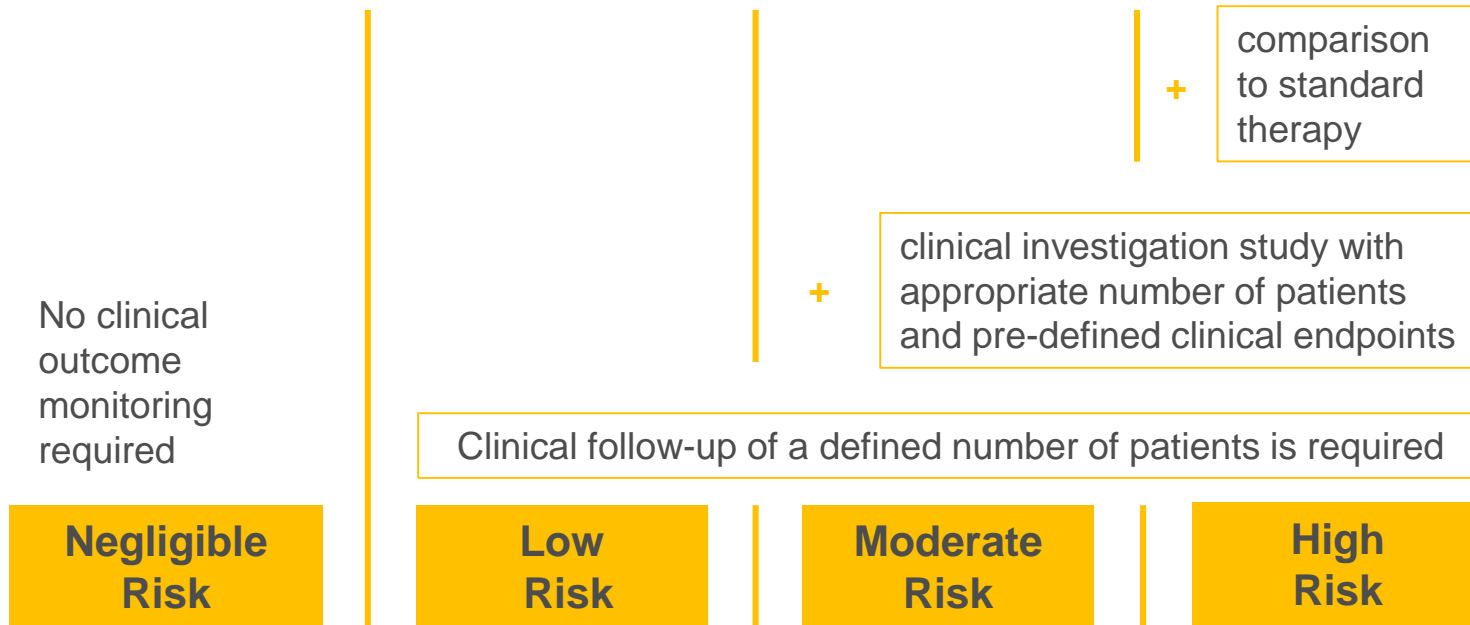 comparison
to standard
therapy
+
clinical investigation study with
appropriate number of patients
and pre-defined clinical endpoints
+
No clinical
outcome
monitoring
required
Clinical follow-up of a defined number of patients is required
Negligible
Risk
Low
Risk
Moderate
Risk
High
Risk